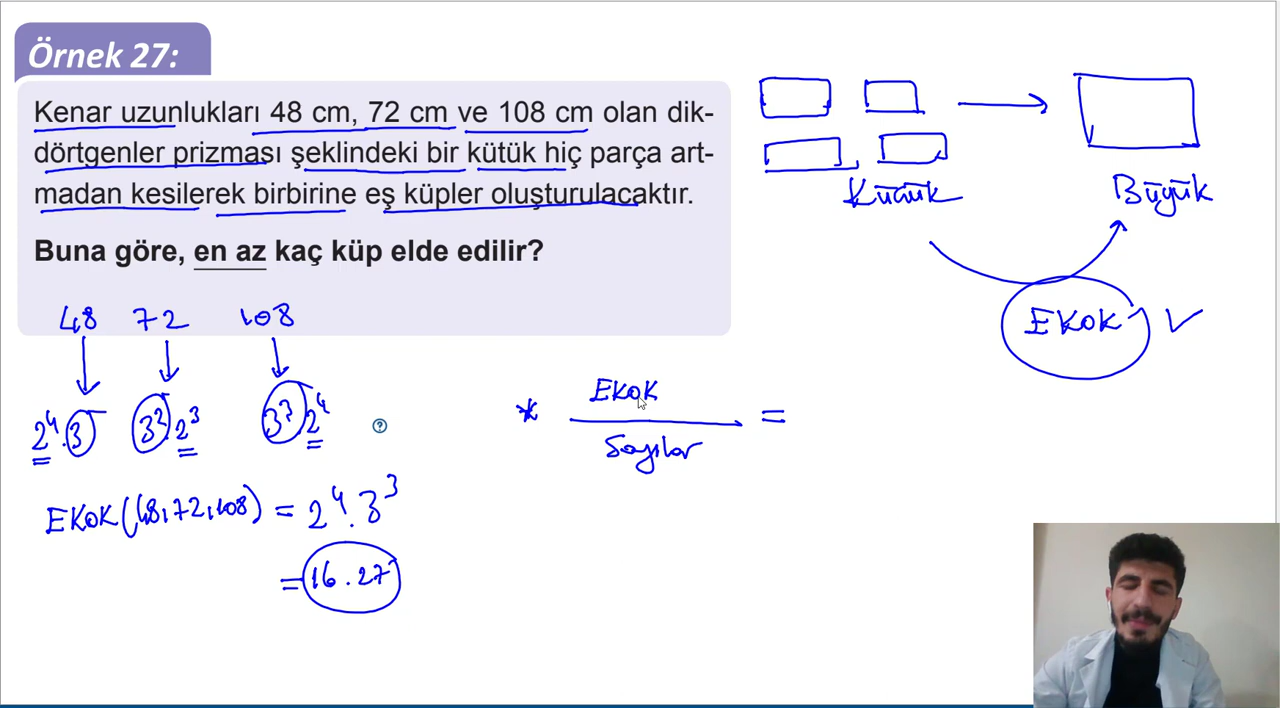 Örnek 27:
Kenar uzunlukları 48 cm, 72 cm ve 108 cm olan dik-
dörtgenler prizması şeklindeki bir kütük hiç parça art-
madan kesilerek birbirine eş küpler oluşturulacaktır.
Buna göre, en az kaç küp elde edilir?
48 72 108
2⁴.3 3².2³ 3³.2⁴
EKOK(48,72,108) = 2⁴.3³
= 16.27
Küçük
Büyük
EKOK ✓
* EKOK
Sayılar =
?